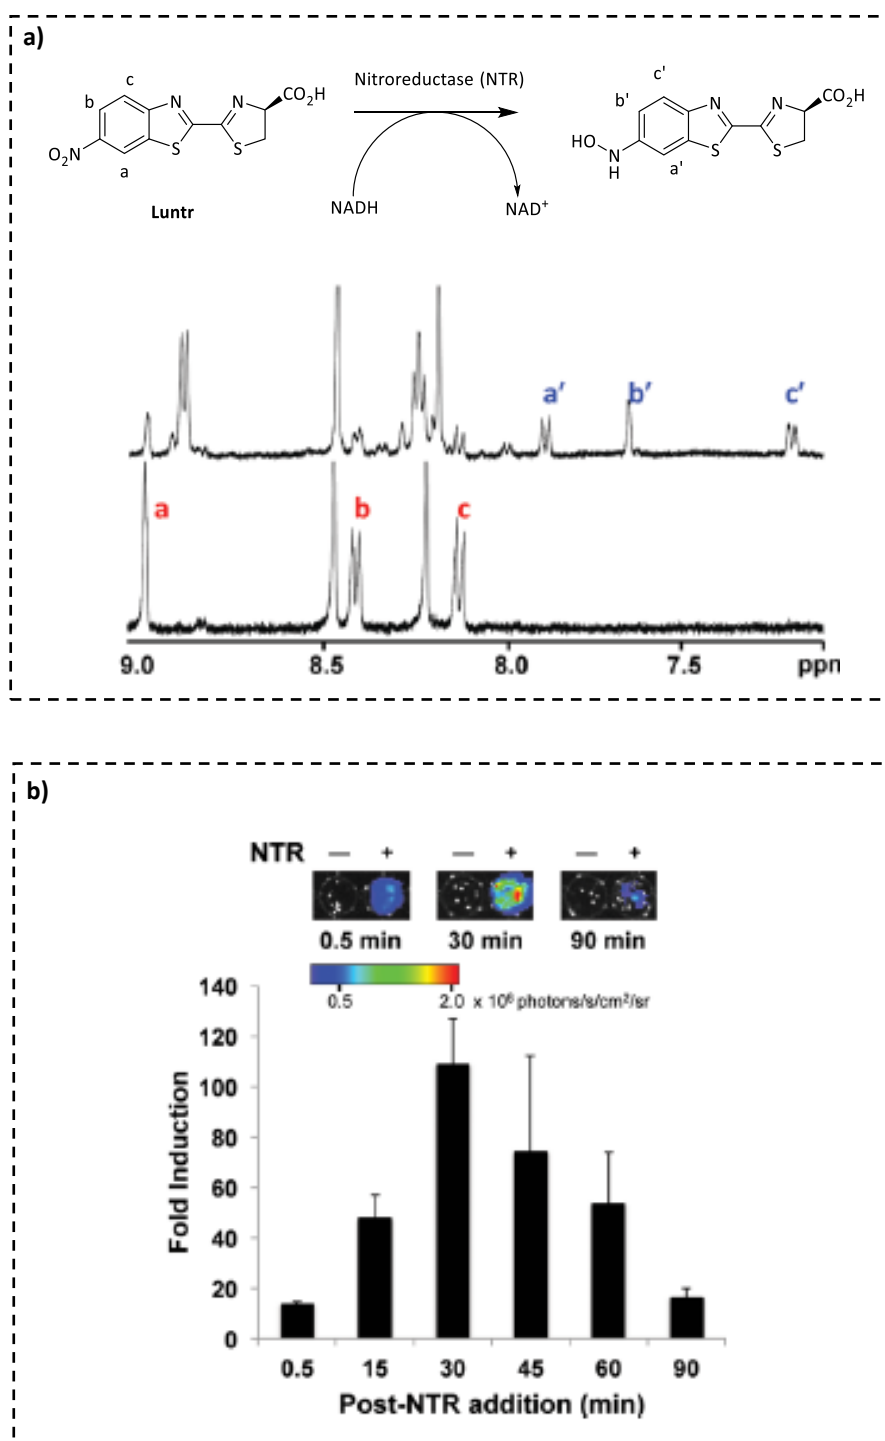 a)
c
b
N
N
CO₂H
O₂N
S
S
a
Luntr
Nitroreductase (NTR)
NADH
NAD⁺
c'
b'
N
N
CO₂H
HO
N
H
S
S
a'
a′
b′
c′
a
b
c
9.0
8.5
8.0
7.5
ppm
b)
NTR — + — + — +
0.5 min 30 min 90 min
0.5 2.0 x 10⁶ photons/s/cm²/sr
140
120
100
80
60
40
20
0
Fold Induction
0.5 15 30 45 60 90
Post-NTR addition (min)